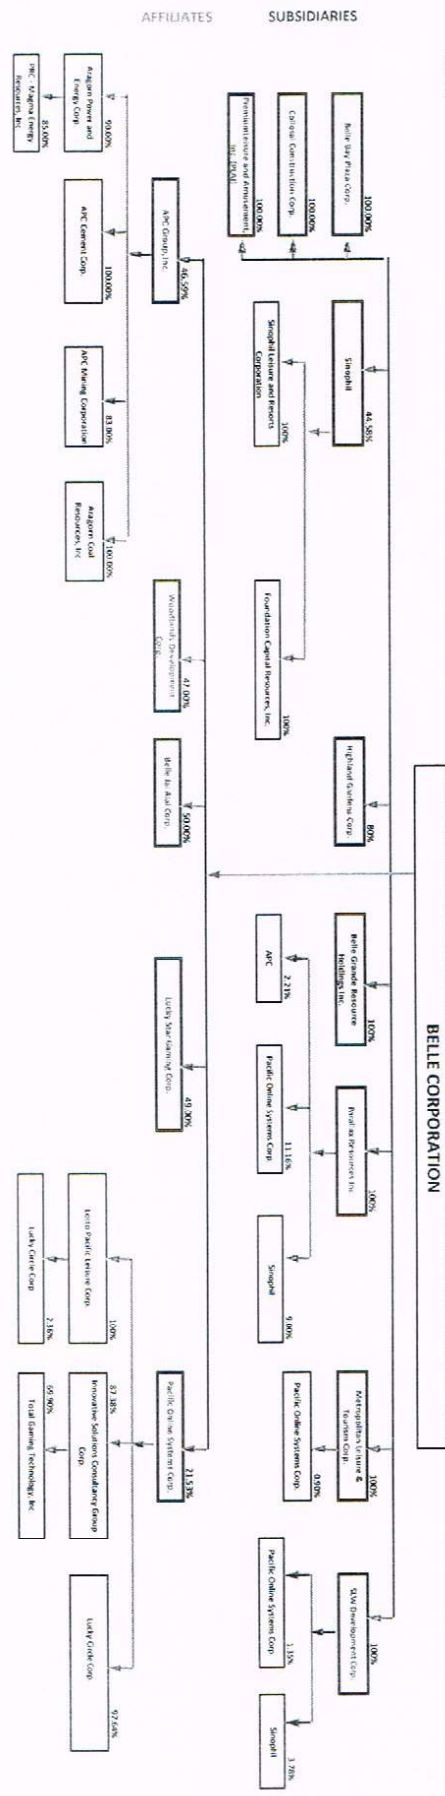 BELLE CORPORATION
SUBSIDIARIES
100.00%
Belle Bay Plaza Corp.
100.00%
Collosal Construction Corp.
100.00%
PremiumLeisure and Amusement,
Inc. (PLAI)
44.58%
Sinophil
100%
Sinophil Leisure and Resorts
Corporation
100%
Foundation Capital Resources, Inc.
80%
Highland Gardens Corp.
100%
Belle Grande Resource
Holdings Inc.
100%
Parallax Resources Inc.
2.21%
APC
11.16%
Pacific Online Systems Corp.
9.00%
Sinophil
100%
Metropolitan Leisure &
Tourism Corp.
0.90%
Pacific Online Systems Corp.
100%
SLW Development Corp.
1.35%
Pacific Online Systems Corp.
3.78%
Sinophil
AFFILIATES
46.59%
APC Group, Inc.
90.00%
Aragorn Power and
Energy Corp.
85.00%
PRC - Magma Energy
Resources, Inc.
100.00%
APC Cement Corp.
83.00%
APC Mining Corporation
100.00%
Aragorn Coal
Resources, Inc
47.00%
Woodlands Development
Corp.
50.00%
Belle Jai Alai Corp.
49.00%
Lucky Star Gaming Corp.
21.53%
Pacific Online Systems Corp.
100%
Lotto Pacific Leisure Corp.
2.36%
Lucky Circle Corp
87.38%
Innovative Solutions Consultancy Group
Corp.
69.90%
Total Gaming Technology, Inc
97.64%
Lucky Circle Corp.